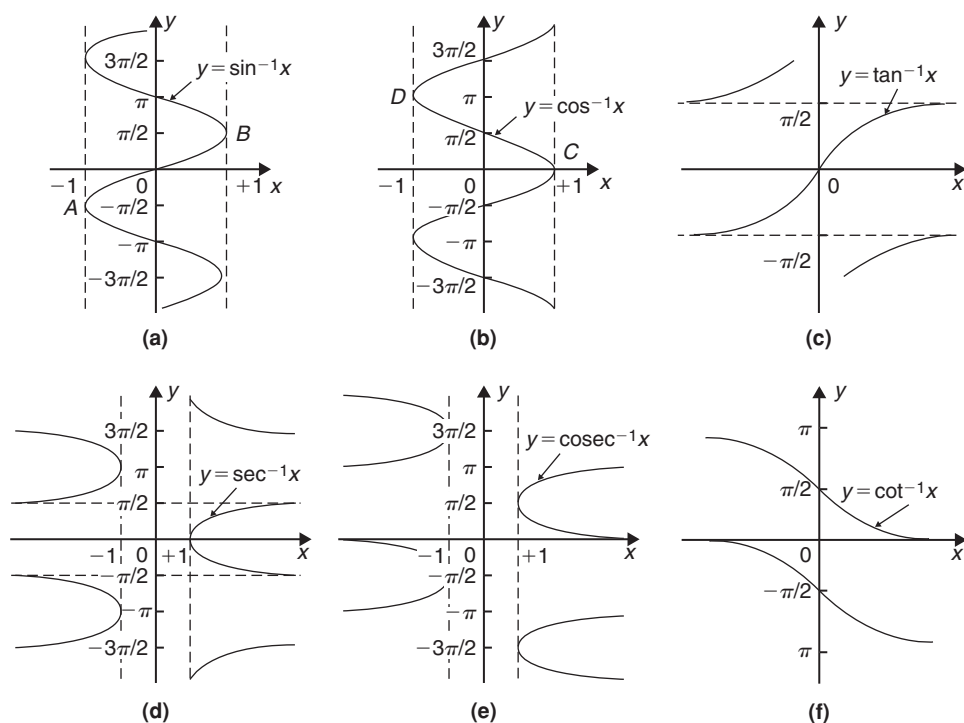 y
3π/2
y = sin⁻¹x
π
π/2
B
−1
0
+1
x
A
−π/2
−π
−3π/2
(a)
y
3π/2
D
π
y = cos⁻¹x
π/2
C
−1
0
+1
x
−π/2
−π
−3π/2
(b)
y
y = tan⁻¹x
π/2
0
x
−π/2
(c)
y
3π/2
π
y = sec⁻¹x
π/2
−1
0
+1
x
−π/2
−π
−3π/2
(d)
y
3π/2
y = cosec⁻¹x
π
π/2
−1
0
+1
x
−π/2
−π
−3π/2
(e)
y
π
π/2
y = cot⁻¹x
0
x
−π/2
π
(f)